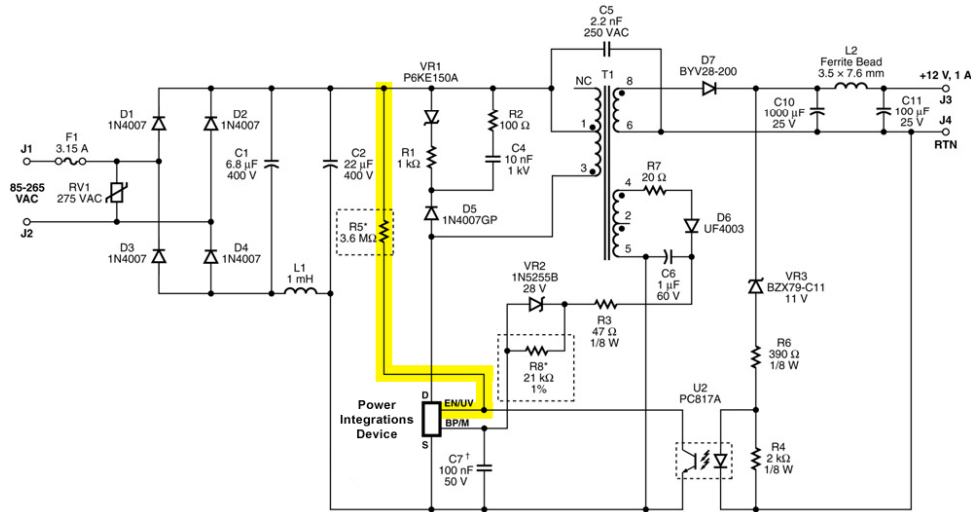 C5
2.2 nF
250 VAC
VR1
P6KE150A
NC
T1
8
D7
BYV28-200
L2
Ferrite Bead
3.5 × 7.6 mm
+12 V, 1 A
J3
J4
RTN
D1
1N4007
D2
1N4007
F1
3.15 A
J1
85-265
VAC
J2
RV1
275 VAC
C1
6.8 µF
400 V
C2
22 µF
400 V
R1
1 kΩ
R2
100 Ω
C4
10 nF
1 kV
1
3
6
C10
1000 µF
25 V
C11
100 µF
25 V
D3
1N4007
D4
1N4007
L1
1 mH
R5*
3.6 MΩ
D5
1N4007GP
4
2
5
R7
20 Ω
D6
UF4003
C6
1 µF
60 V
VR2
1N5255B
28 V
R3
47 Ω
1/8 W
R8*
21 kΩ
1%
VR3
BZX79-C11
11 V
R6
390 Ω
1/8 W
U2
PC817A
R4
2 kΩ
1/8 W
Power
Integrations
Device
D
EN/UV
BP/M
S
C7 †
100 nF
50 V